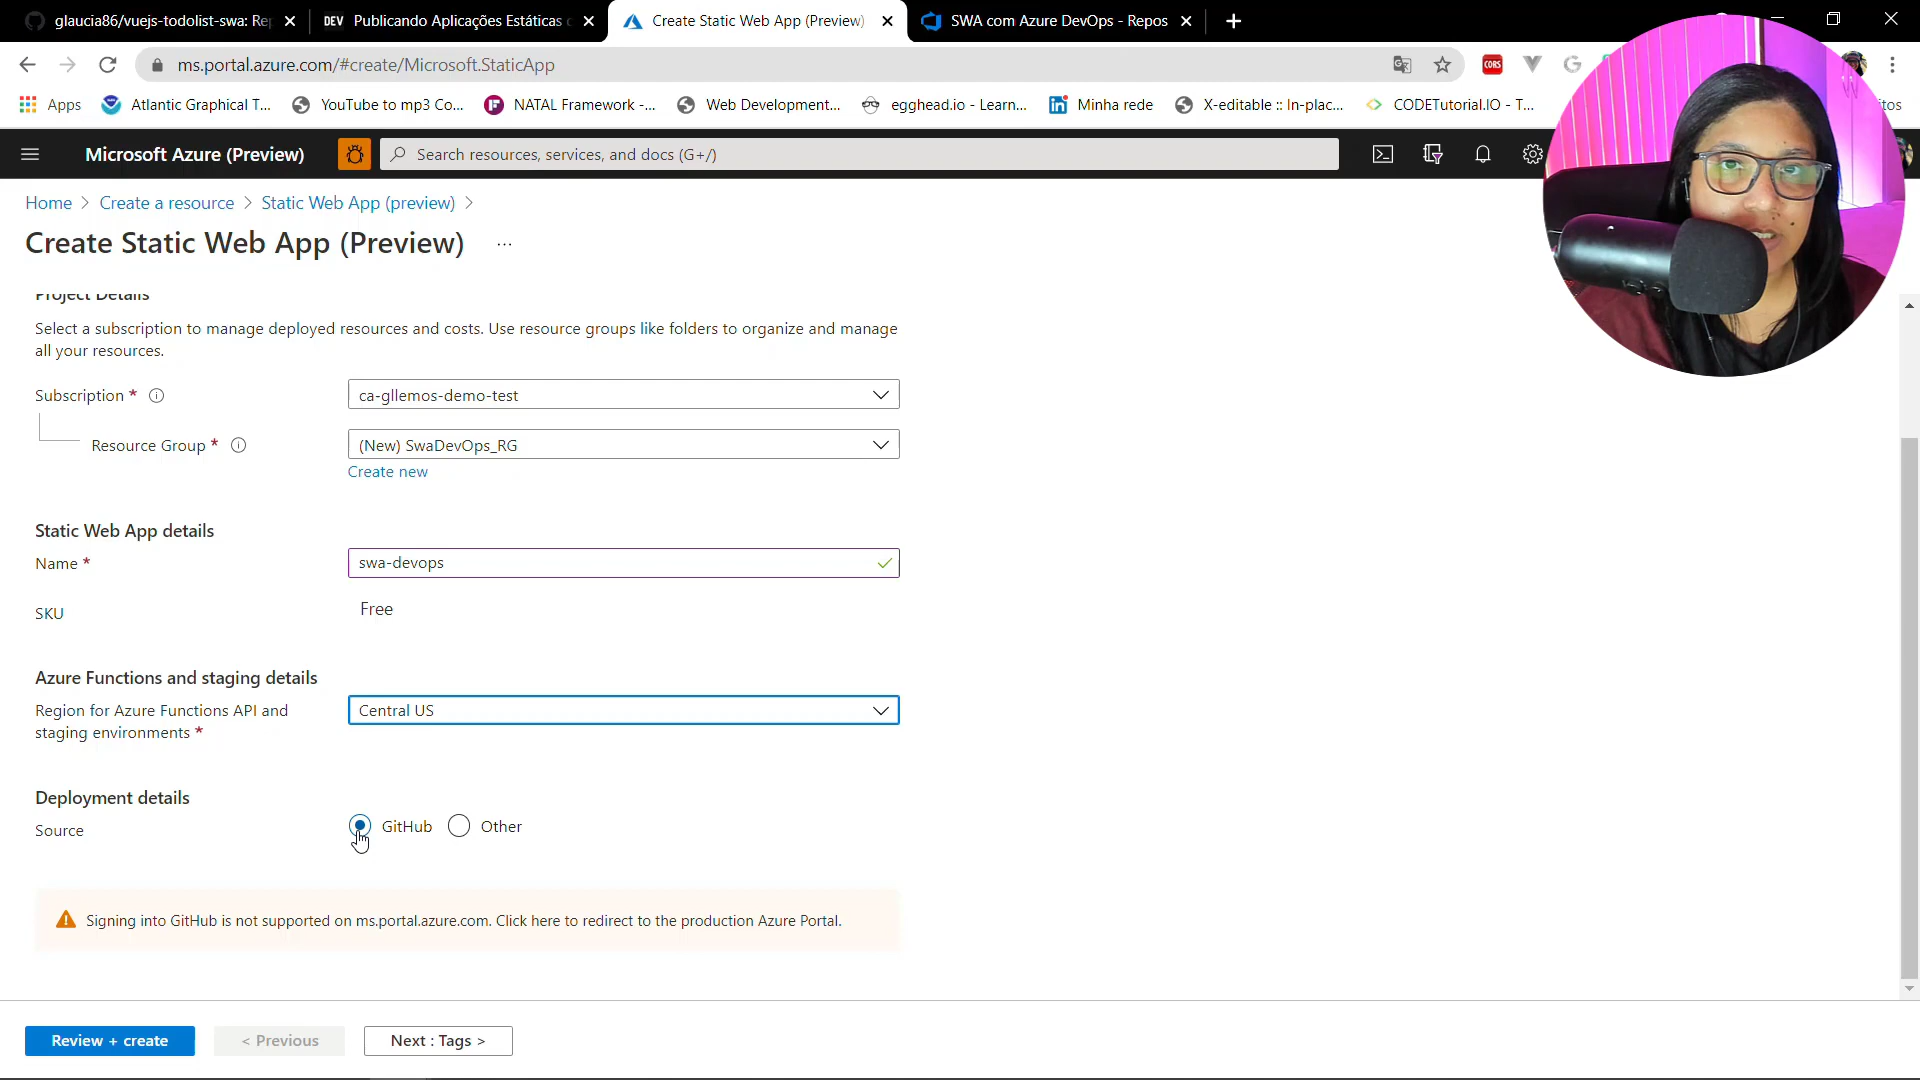 glaucia86/vuejs-todolist-swa: Re
DEV Publicando Aplicações Estáticas c
Create Static Web App (Preview)
SWA com Azure DevOps - Repos
ms.portal.azure.com/#create/Microsoft.StaticApp
CORS
Apps
Atlantic Graphical T...
YouTube to mp3 Co...
NATAL Framework -...
Web Development...
egghead.io - Learn...
Minha rede
X-editable :: In-plac...
CODETutorial.IO - T...
Microsoft Azure (Preview)
Search resources, services, and docs (G+/)
Home > Create a resource > Static Web App (preview) >
Create Static Web App (Preview) ...
Project Details
Select a subscription to manage deployed resources and costs. Use resource groups like folders to organize and manage
all your resources.
Subscription *
ca-gllemos-demo-test
Resource Group *
(New) SwaDevOps_RG
Create new
Static Web App details
Name *
swa-devops
SKU
Free
Azure Functions and staging details
Region for Azure Functions API and
staging environments *
Central US
Deployment details
Source
GitHub
Other
Signing into GitHub is not supported on ms.portal.azure.com. Click here to redirect to the production Azure Portal.
Review + create
< Previous
Next : Tags >